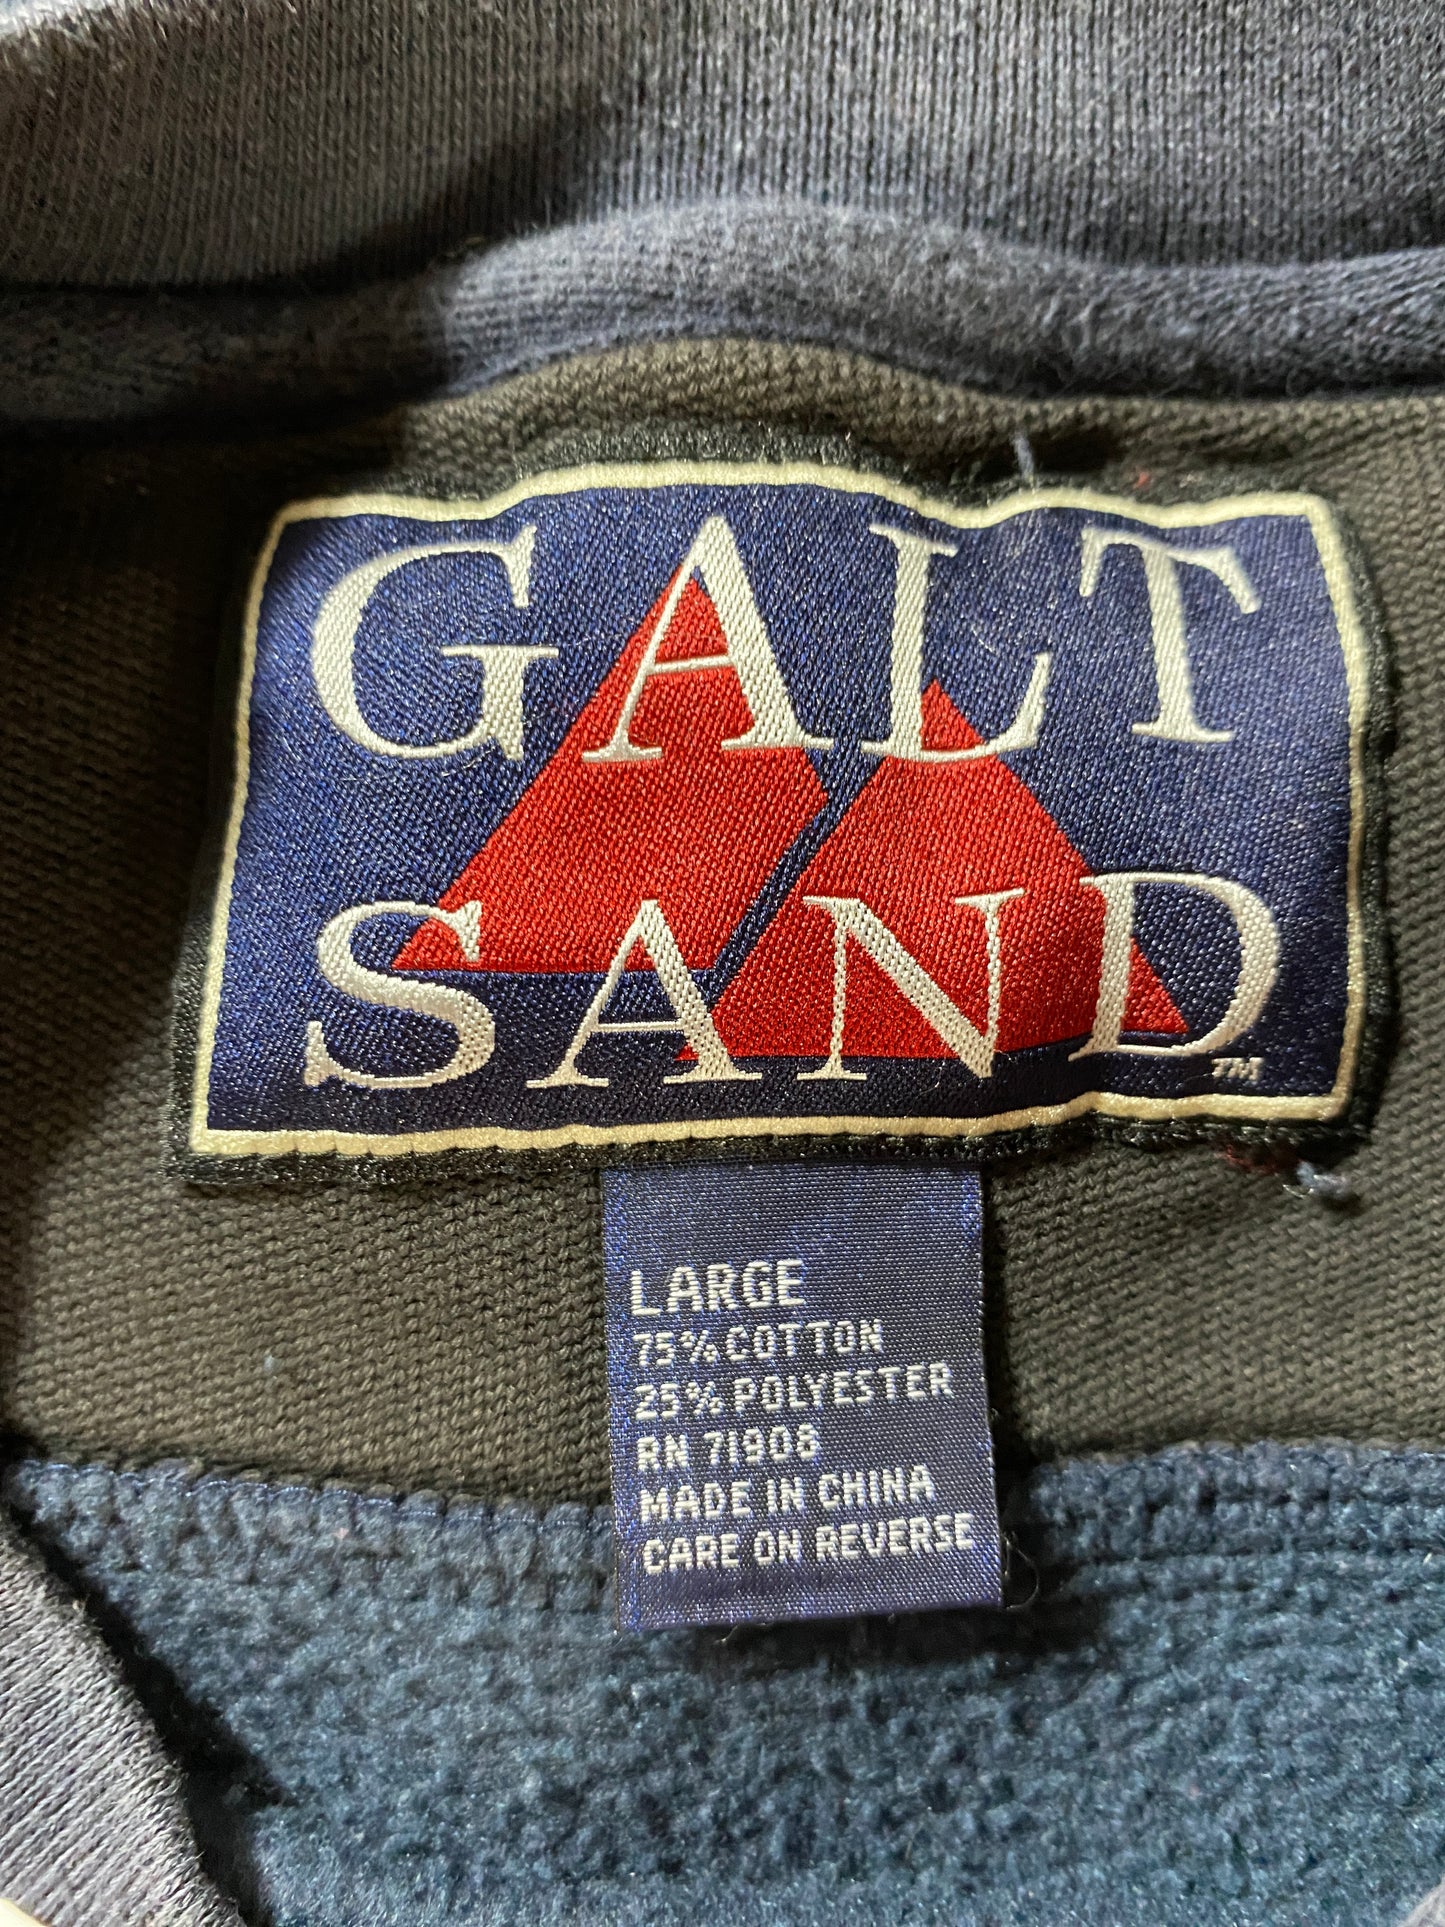 GALT
SAND
™
LARGE
75% COTTON
25% POLYESTER
RN 71908
MADE IN CHINA
CARE ON REVERSE